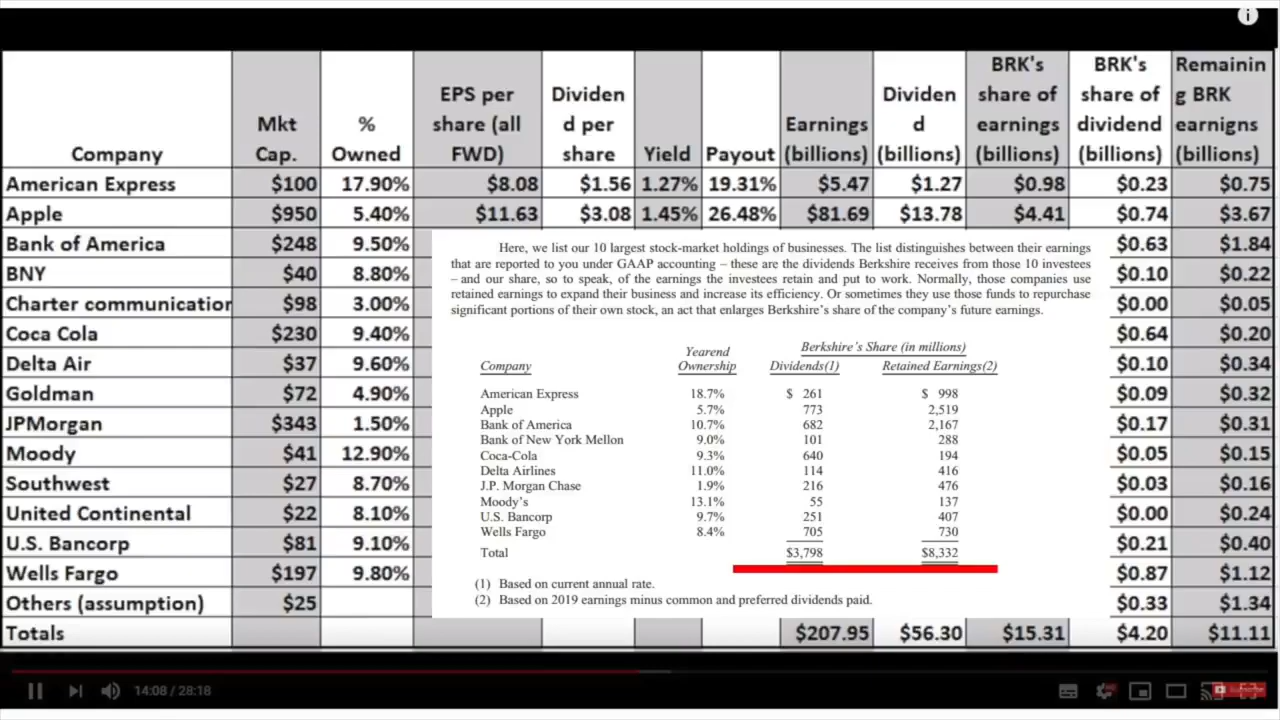 Company Mkt Cap. % Owned EPS per share (all FWD) Dividen d per share Yield Payout Earnings (billions) Dividen d (billions) BRK's share of earnings (billions) BRK's share of dividend (billions) Remainin g BRK earnigns (billions)
American Express $100 17.90% $8.08 $1.56 1.27% 19.31% $5.47 $1.27 $0.98 $0.23 $0.75
Apple $950 5.40% $11.63 $3.08 1.45% 26.48% $81.69 $13.78 $4.41 $0.74 $3.67
Bank of America $248 9.50% $0.63 $1.84
BNY $40 8.80% $0.10 $0.22
Charter communication $98 3.00% $0.00 $0.05
Coca Cola $230 9.40% $0.64 $0.20
Delta Air $37 9.60% $0.10 $0.34
Goldman $72 4.90% $0.09 $0.32
JPMorgan $343 1.50% $0.17 $0.31
Moody $41 12.90% $0.05 $0.15
Southwest $27 8.70% $0.03 $0.16
United Continental $22 8.10% $0.00 $0.24
U.S. Bancorp $81 9.10% $0.21 $0.40
Wells Fargo $197 9.80% $0.87 $1.12
Others (assumption) $25 $0.33 $1.34
Totals $207.95 $56.30 $15.31 $4.20 $11.11
Here, we list our 10 largest stock-market holdings of businesses. The list distinguishes between their earnings
that are reported to you under GAAP accounting – these are the dividends Berkshire receives from those 10 investees
– and our share, so to speak, of the earnings the investees retain and put to work. Normally, those companies use
retained earnings to expand their business and increase its efficiency. Or sometimes they use those funds to repurchase
significant portions of their own stock, an act that enlarges Berkshire's share of the company's future earnings.
Yearend Berkshire's Share (in millions)
Company Ownership Dividends(1) Retained Earnings(2)
American Express 18.7% $ 261 $ 998
Apple 5.7% 773 2,519
Bank of America 10.7% 682 2,167
Bank of New York Mellon 9.0% 101 288
Coca-Cola 9.3% 640 194
Delta Airlines 11.0% 114 416
J.P. Morgan Chase 1.9% 216 476
Moody's 13.1% 55 137
U.S. Bancorp 9.7% 251 407
Wells Fargo 8.4% 705 730
Total $3,798 $8,332
(1) Based on current annual rate.
(2) Based on 2019 earnings minus common and preferred dividends paid.
14:08 / 28:18